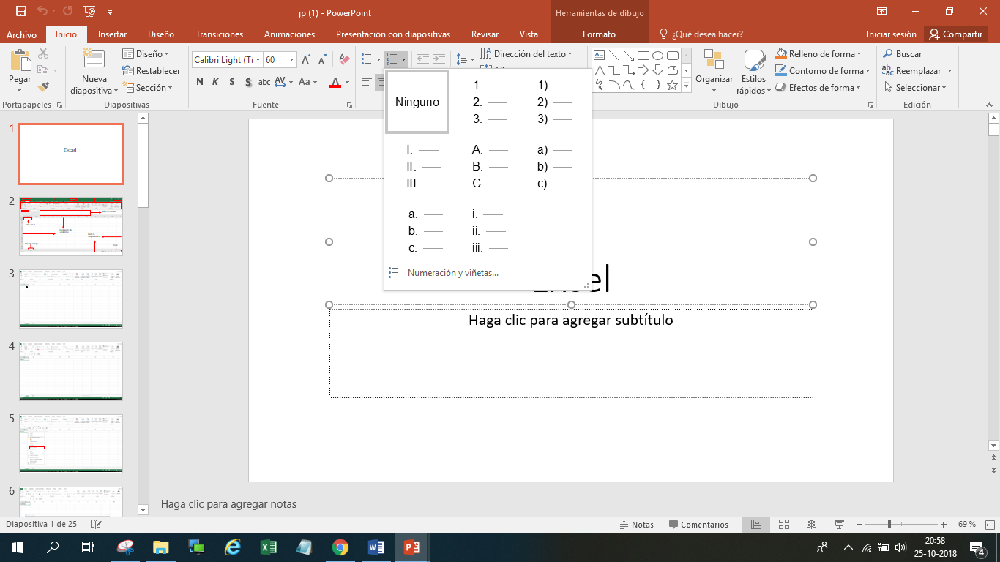 jp (1) - PowerPoint
Herramientas de dibujo
Archivo Inicio Insertar Diseño Transiciones Animaciones Presentación con diapositivas Revisar Vista Formato ¿Qué desea hacer? Iniciar sesión Compartir
Pegar
Nueva diapositiva
Diseño
Restablecer
Sección
Calibri Light (Tí 60
N K S S abc AV Aa A
Dirección del texto
Organizar
Estilos rápidos
Relleno de forma
Contorno de forma
Efectos de forma
Buscar
Reemplazar
Seleccionar
Portapapeles Diapositivas Fuente Dibujo Edición
Ninguno
1.
2.
3.
1)
2)
3)
I.
II.
III.
A.
B.
C.
a)
b)
c)
a.
b.
c.
i.
ii.
iii.
Numeración y viñetas...
1
Excel
2
3
4
5
6
Excel
Haga clic para agregar subtítulo
Haga clic para agregar notas
Diapositiva 1 de 25 Notas Comentarios 69 %
20:58
25-10-2018
4